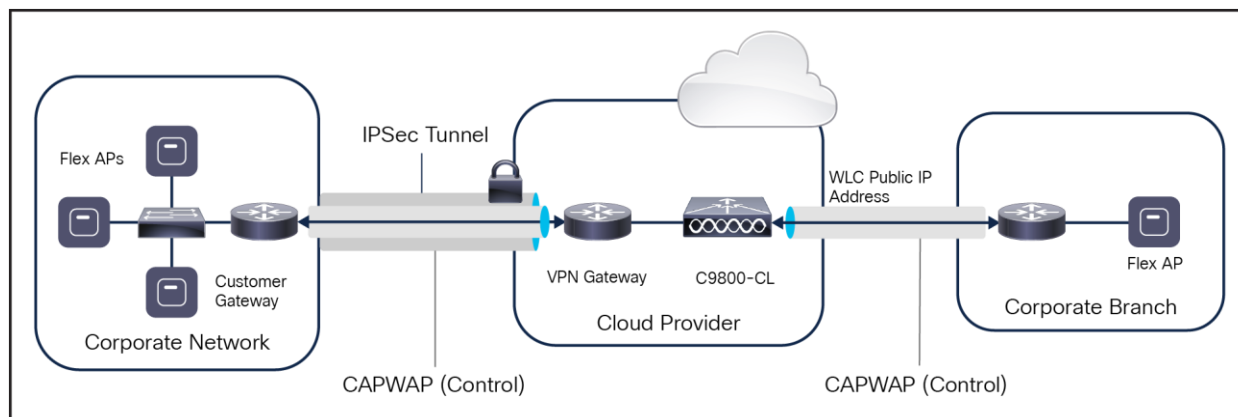 IPSec Tunnel
Flex APs
WLC Public IP
Address
Customer
Gateway
VPN Gateway
C9800-CL
Flex AP
Corporate Network
Cloud Provider
Corporate Branch
CAPWAP (Control)
CAPWAP (Control)